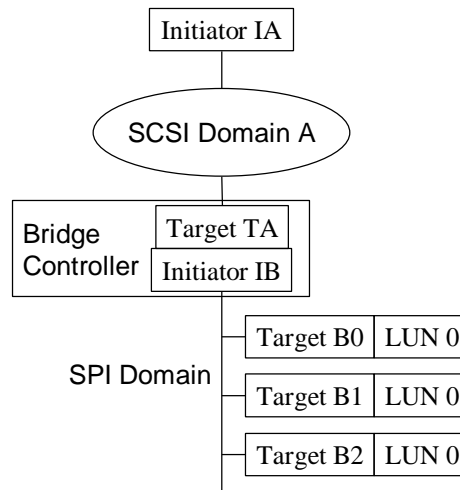 Initiator IA
SCSI Domain A
Target TA
Bridge
Controller
Initiator IB
Target B0 LUN 0
SPI Domain
Target B1 LUN 0
Target B2 LUN 0